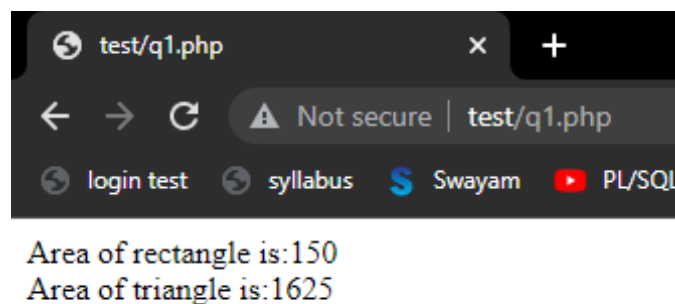 test/q1.php
Not secure | test/q1.php
login test syllabus Swayam PL/SQL
Area of rectangle is:150
Area of triangle is:1625